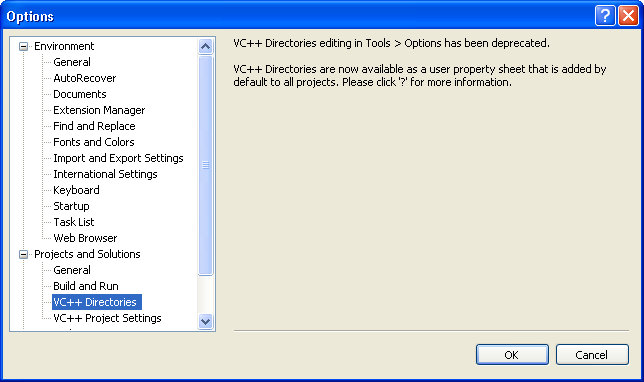 Options
Environment
General
AutoRecover
Documents
Extension Manager
Find and Replace
Fonts and Colors
Import and Export Settings
International Settings
Keyboard
Startup
Task List
Web Browser
Projects and Solutions
General
Build and Run
VC++ Directories
VC++ Project Settings
VC++ Directories editing in Tools > Options has been deprecated.
VC++ Directories are now available as a user property sheet that is added by
default to all projects. Please click '?' for more information.
OK
Cancel